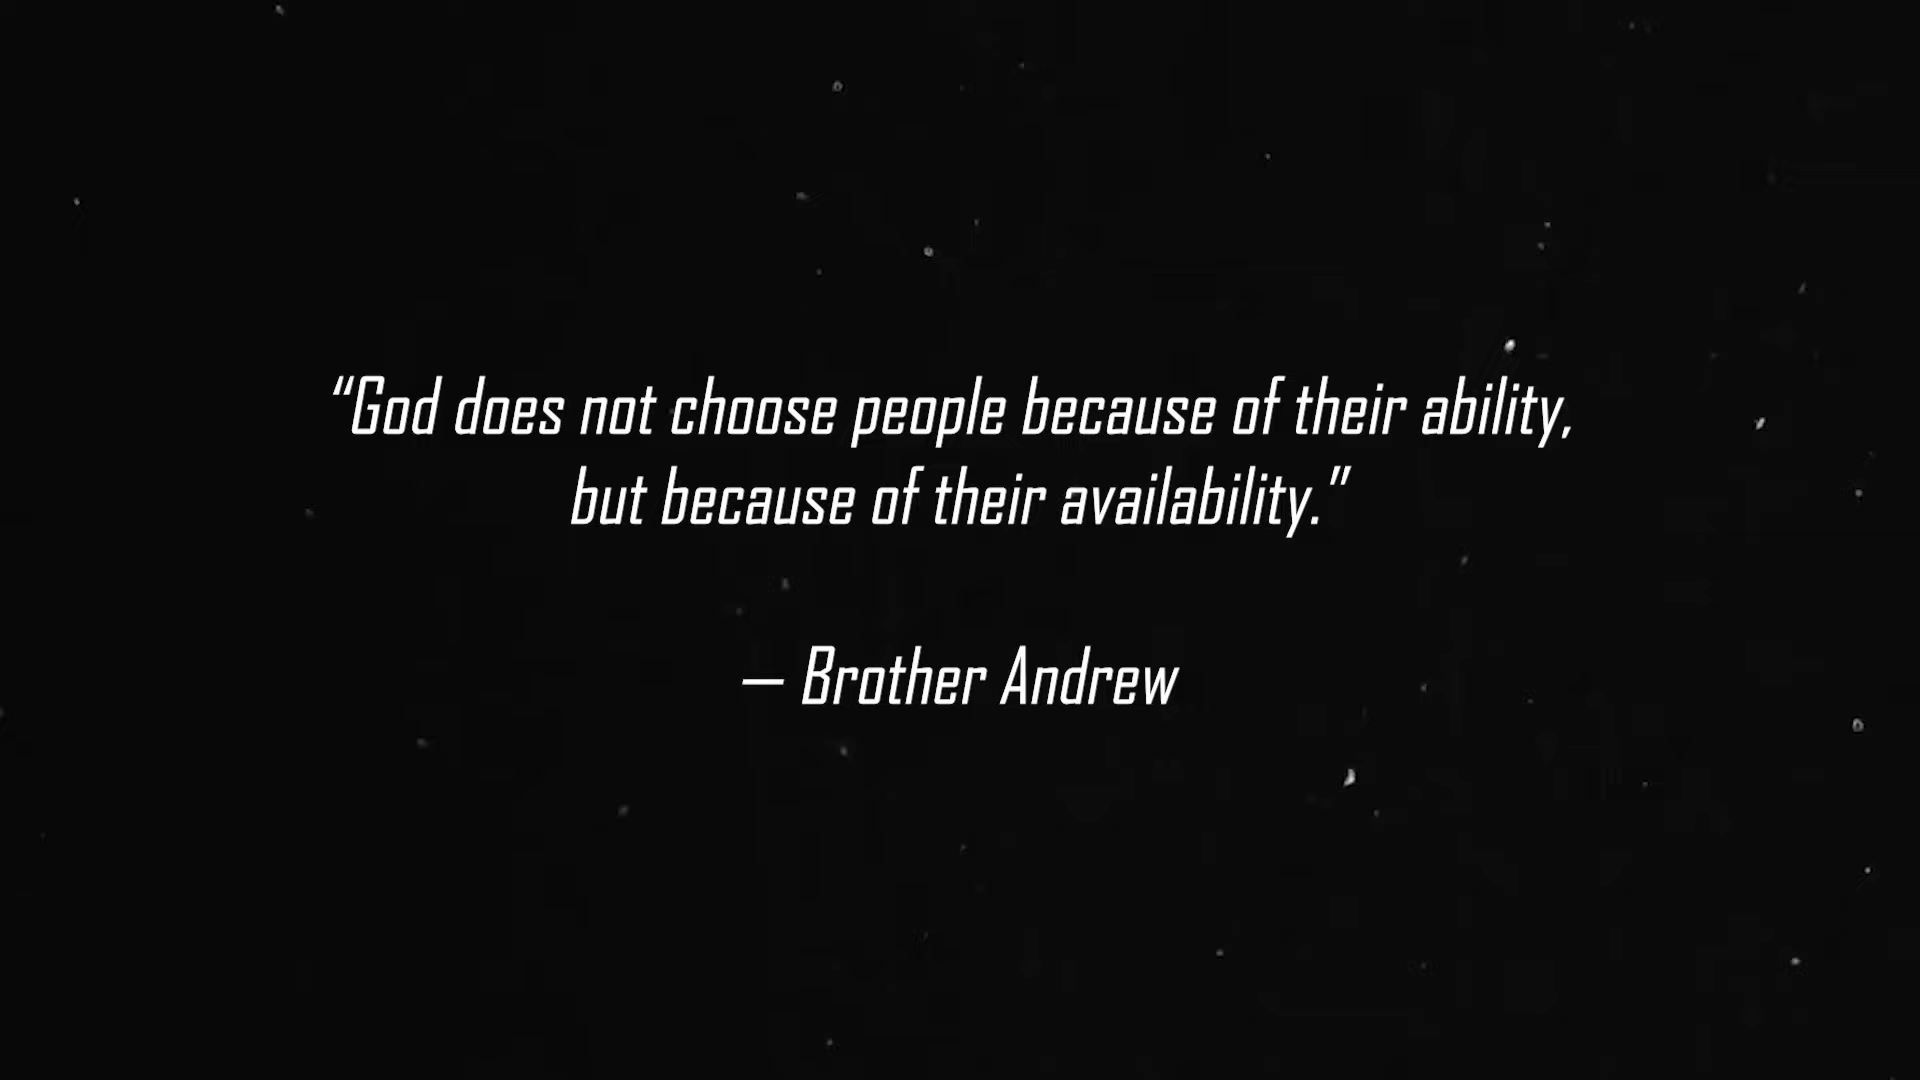 “God does not choose people because of their ability,
but because of their availability.”
— Brother Andrew